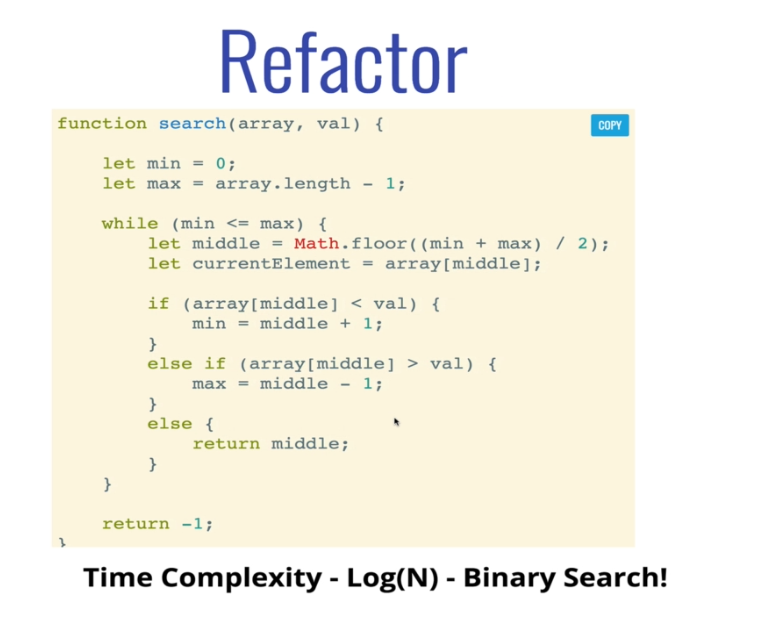 Refactor
function search(array, val) {
COPY
let min = 0;
let max = array.length - 1;
while (min <= max) {
let middle = Math.floor((min + max) / 2);
let currentElement = array[middle];
if (array[middle] < val) {
min = middle + 1;
}
else if (array[middle] > val) {
max = middle - 1;
}
else {
return middle;
}
}
return -1;
}
Time Complexity - Log(N) - Binary Search!